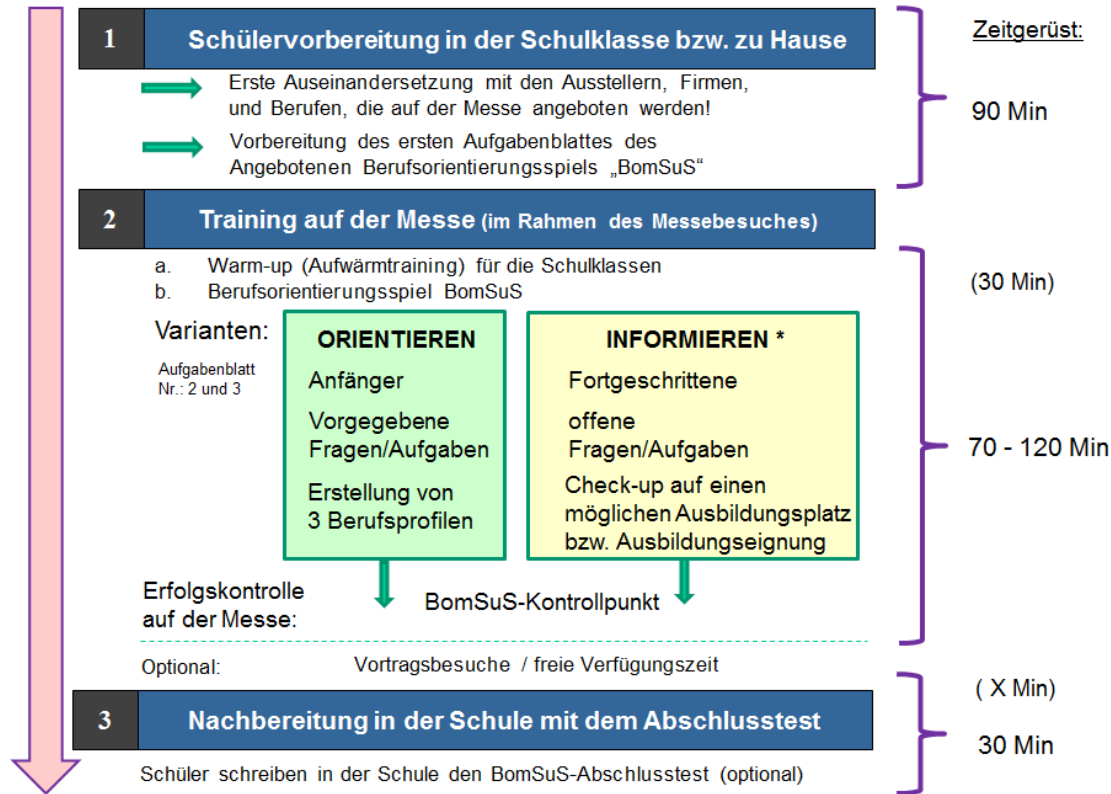 Zeitgerüst:
1 Schülervorbereitung in der Schulklasse bzw. zu Hause
Erste Auseinandersetzung mit den Ausstellern, Firmen,
und Berufen, die auf der Messe angeboten werden!
90 Min
Vorbereitung des ersten Aufgabenblattes des
Angebotenen Berufsorientierungsspiels „BomSuS“
2 Training auf der Messe (im Rahmen des Messebesuches)
a. Warm-up (Aufwärmtraining) für die Schulklassen
(30 Min)
b. Berufsorientierungsspiel BomSuS
Varianten:
Aufgabenblatt
Nr.: 2 und 3
ORIENTIEREN
Anfänger
Vorgegebene
Fragen/Aufgaben
Erstellung von
3 Berufsprofilen
INFORMIEREN *
Fortgeschrittene
offene
Fragen/Aufgaben
Check-up auf einen
möglichen Ausbildungsplatz
bzw. Ausbildungseignung
70 - 120 Min
Erfolgskontrolle
auf der Messe:
BomSuS-Kontrollpunkt
Optional: Vortragsbesuche / freie Verfügungszeit
( X Min)
3 Nachbereitung in der Schule mit dem Abschlusstest
30 Min
Schüler schreiben in der Schule den BomSuS-Abschlusstest (optional)